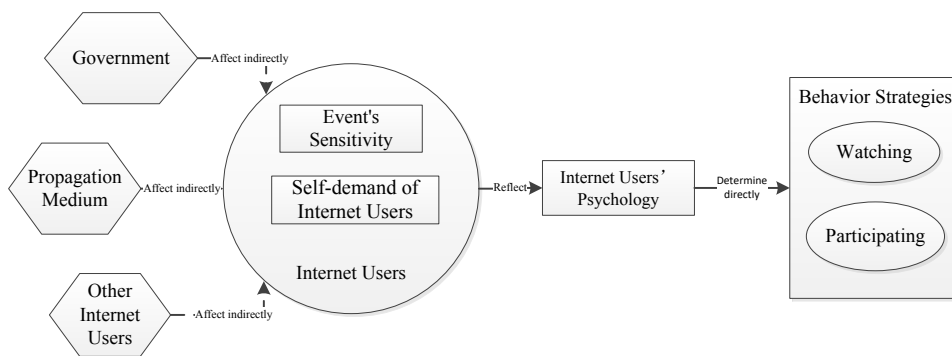 Government
Affect indirectly
Propagation
Medium
Affect indirectly
Other
Internet
Users
Affect indirectly
Event's
Sensitivity
Self-demand of
Internet Users
Internet Users
Reflect
Internet Users’
Psychology
Determine
directly
Behavior Strategies
Watching
Participating